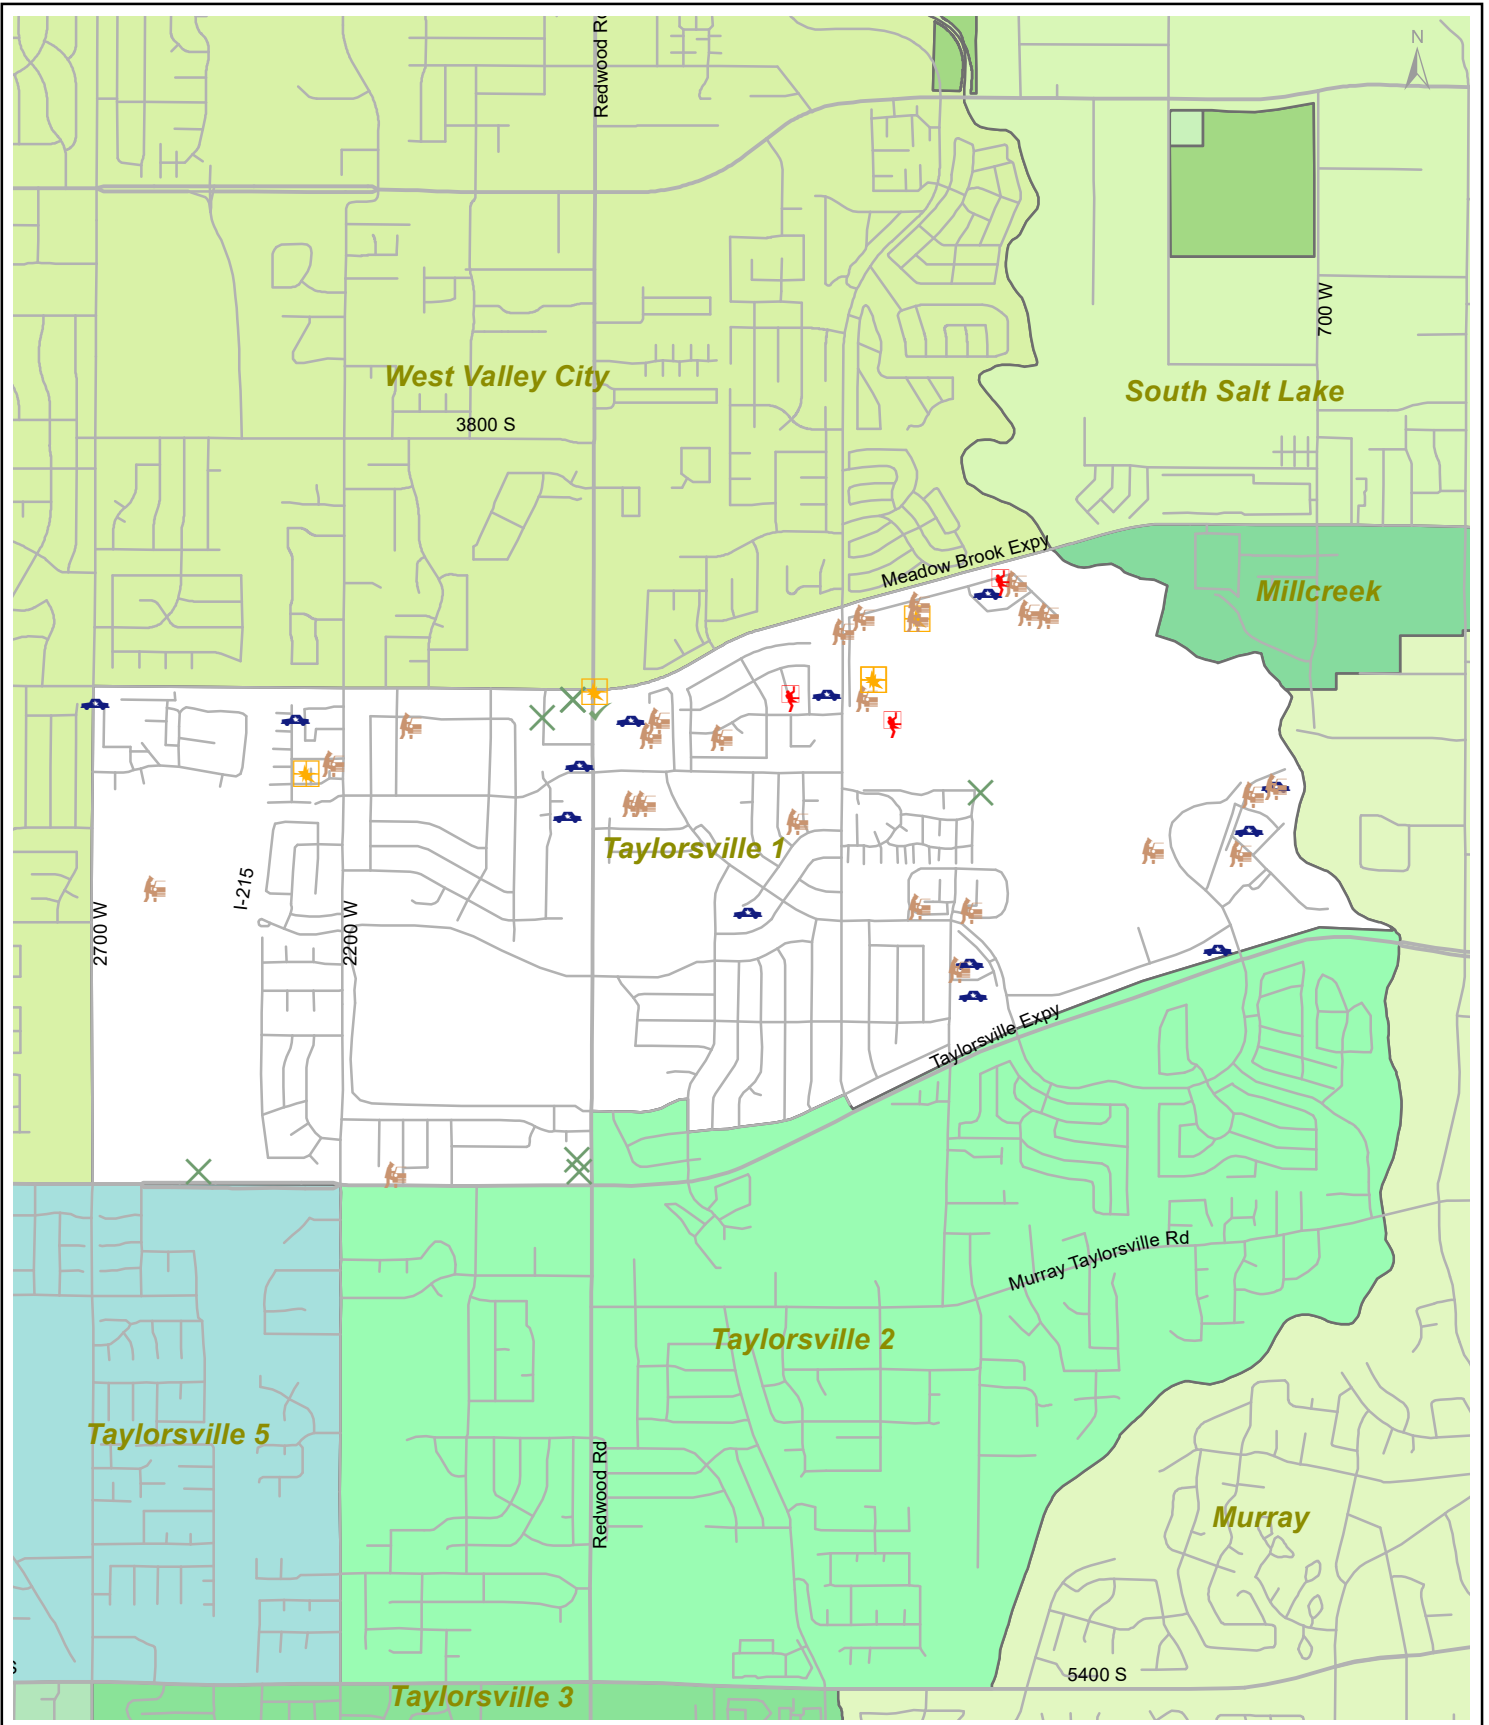 Redwood Rd
N
700 W
West Valley City
South Salt Lake
3800 S
Meadow Brook Expy
Millcreek
Taylorsville 1
I-215
2700 W
2200 W
Taylorsville Expy
Murray Taylorsville Rd
Taylorsville 2
Taylorsville 5
Redwood Rd
Murray
5400 S
Taylorsville 3